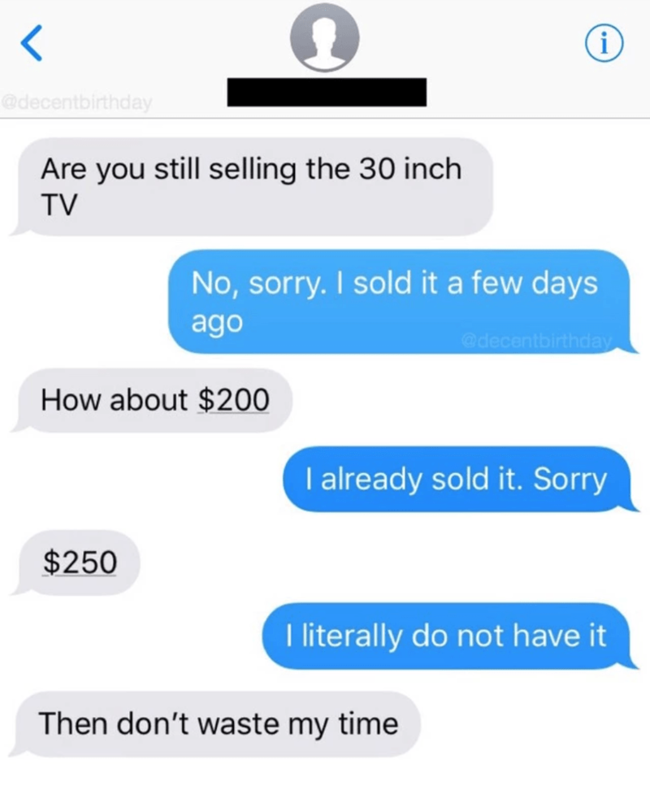 @decentbirthday
Are you still selling the 30 inch
TV
No, sorry. I sold it a few days
ago
@decentbirthday
How about $200
I already sold it. Sorry
$250
I literally do not have it
Then don't waste my time